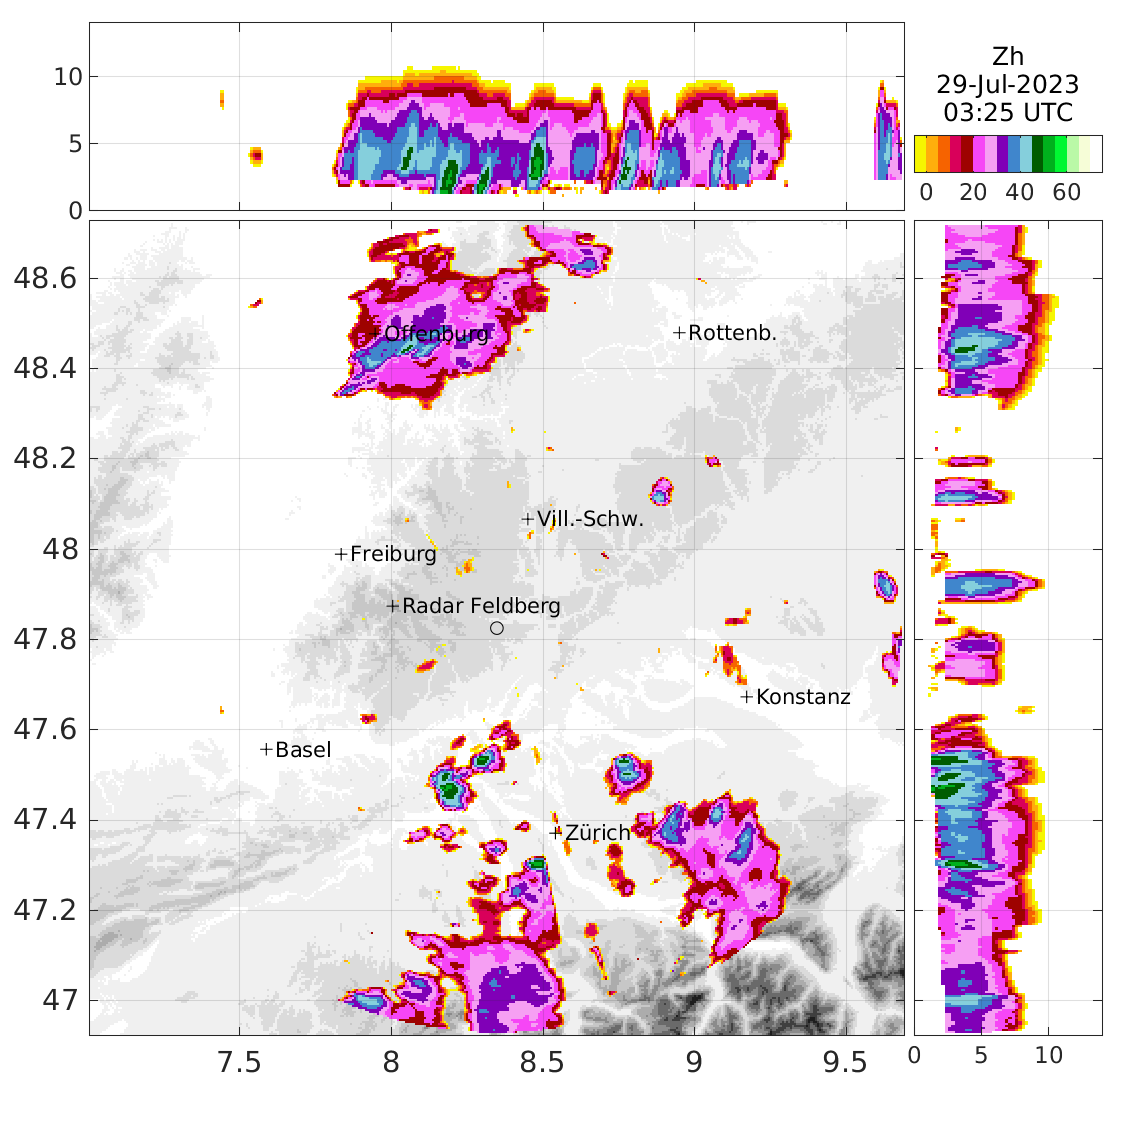 10
5
0
Zh
29-Jul-2023
03:25 UTC
0 20 40 60
48.6
48.4
48.2
48
47.8
47.6
47.4
47.2
47
+Offenburg
+Rottenb.
+Vill.-Schw.
+Freiburg
+Radar Feldberg
+Konstanz
+Basel
+Zürich
7.5 8 8.5 9 9.5
0 5 10